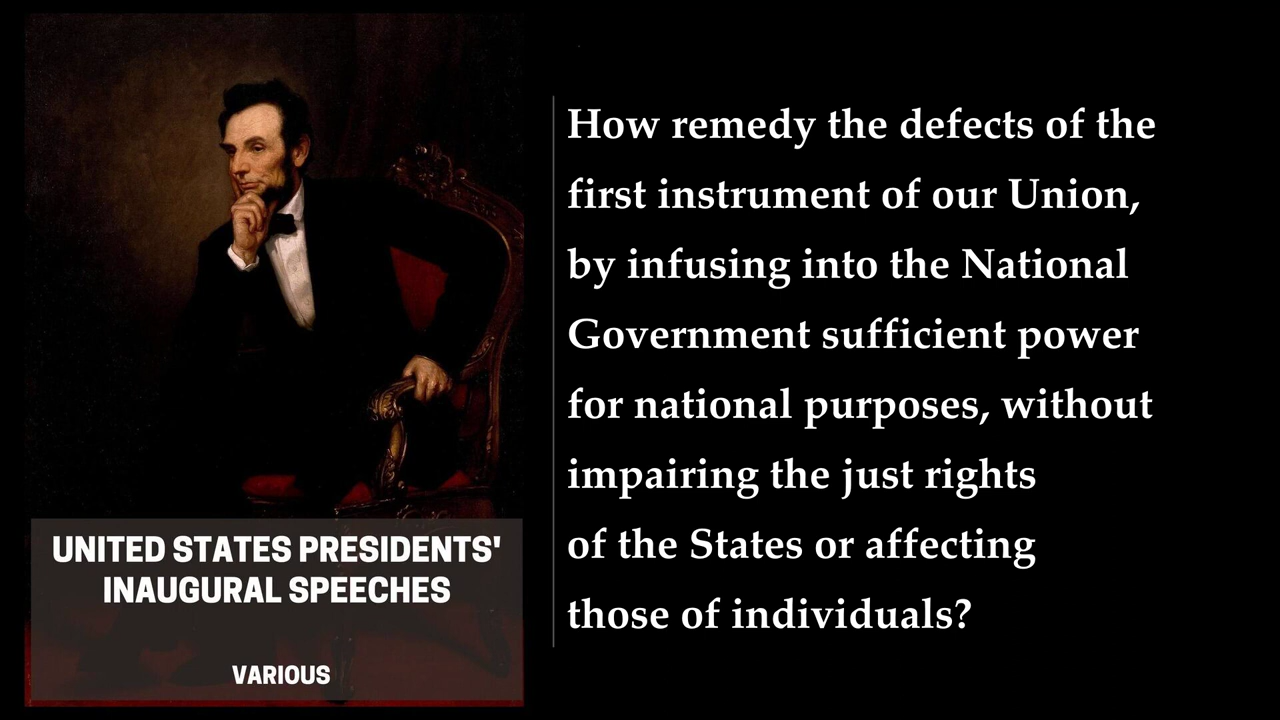 How remedy the defects of the
first instrument of our Union,
by infusing into the National
Government sufficient power
for national purposes, without
impairing the just rights
of the States or affecting
those of individuals?
UNITED STATES PRESIDENTS'
INAUGURAL SPEECHES
VARIOUS